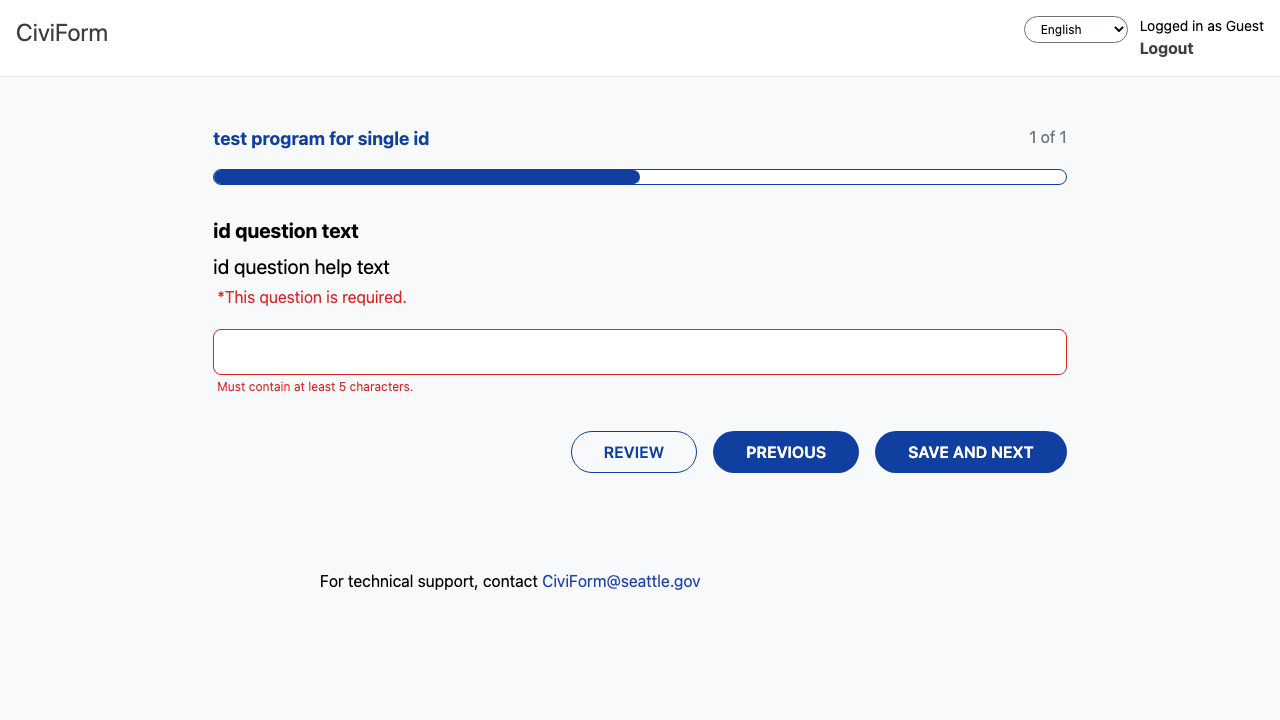 CiviForm
English
Logged in as Guest
Logout
test program for single id
1 of 1
id question text
id question help text
*This question is required.
Must contain at least 5 characters.
REVIEW
PREVIOUS
SAVE AND NEXT
For technical support, contact CiviForm@seattle.gov